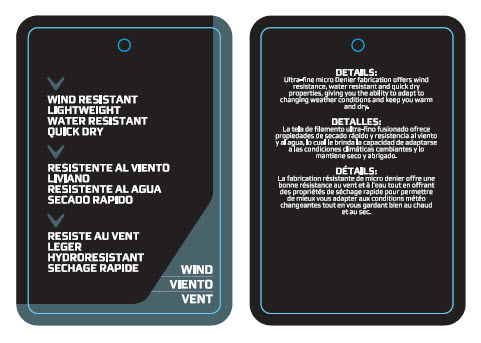 WIND RESISTANT
LIGHTWEIGHT
WATER RESISTANT
QUICK DRY
RESISTENTE AL VIENTO
LIVIANO
RESISTENTE AL AGUA
SECADO RAPIDO
RESISTE AU VENT
LEGER
HYDRORESISTANT
SECHAGE RAPIDE
WIND
VIENTO
VENT
DETAILS:
Ultra-fine micro Denier fabrication offers wind
resistance, water resistant and quick dry
properties, giving you the ability to adapt to
changing weather conditions and keep you warm
and dry.
DETALLES:
La tela de filamento ultra-fino fusionado ofrece
propiedades de secado rápido y resistencia al viento
y al agua, lo cual le brinda la capacidad de adaptarse
a las condiciones climáticas cambiantes y lo
mantiene seco y abrigado.
DÉTAILS:
La fabrication résistante de micro denier offre une
bonne résistance au vent et à l'eau tout en offrant
des propriétés de séchage rapide pour permettre
de mieux vous adapter aux conditions météo
changeantes tout en vous gardant bien au chaud
et au sec.